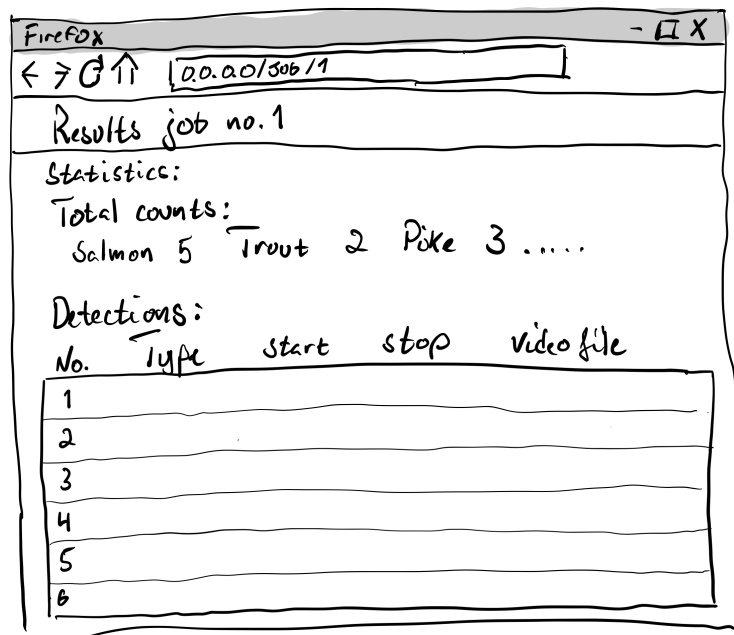 Firefox - □ X
0.0.0.0/job/1
Results job no.1
Statistics:
Total counts:
Salmon 5 Trout 2 Pike 3 .....
Detections:
No. Type start stop video file
1
2
3
4
5
6